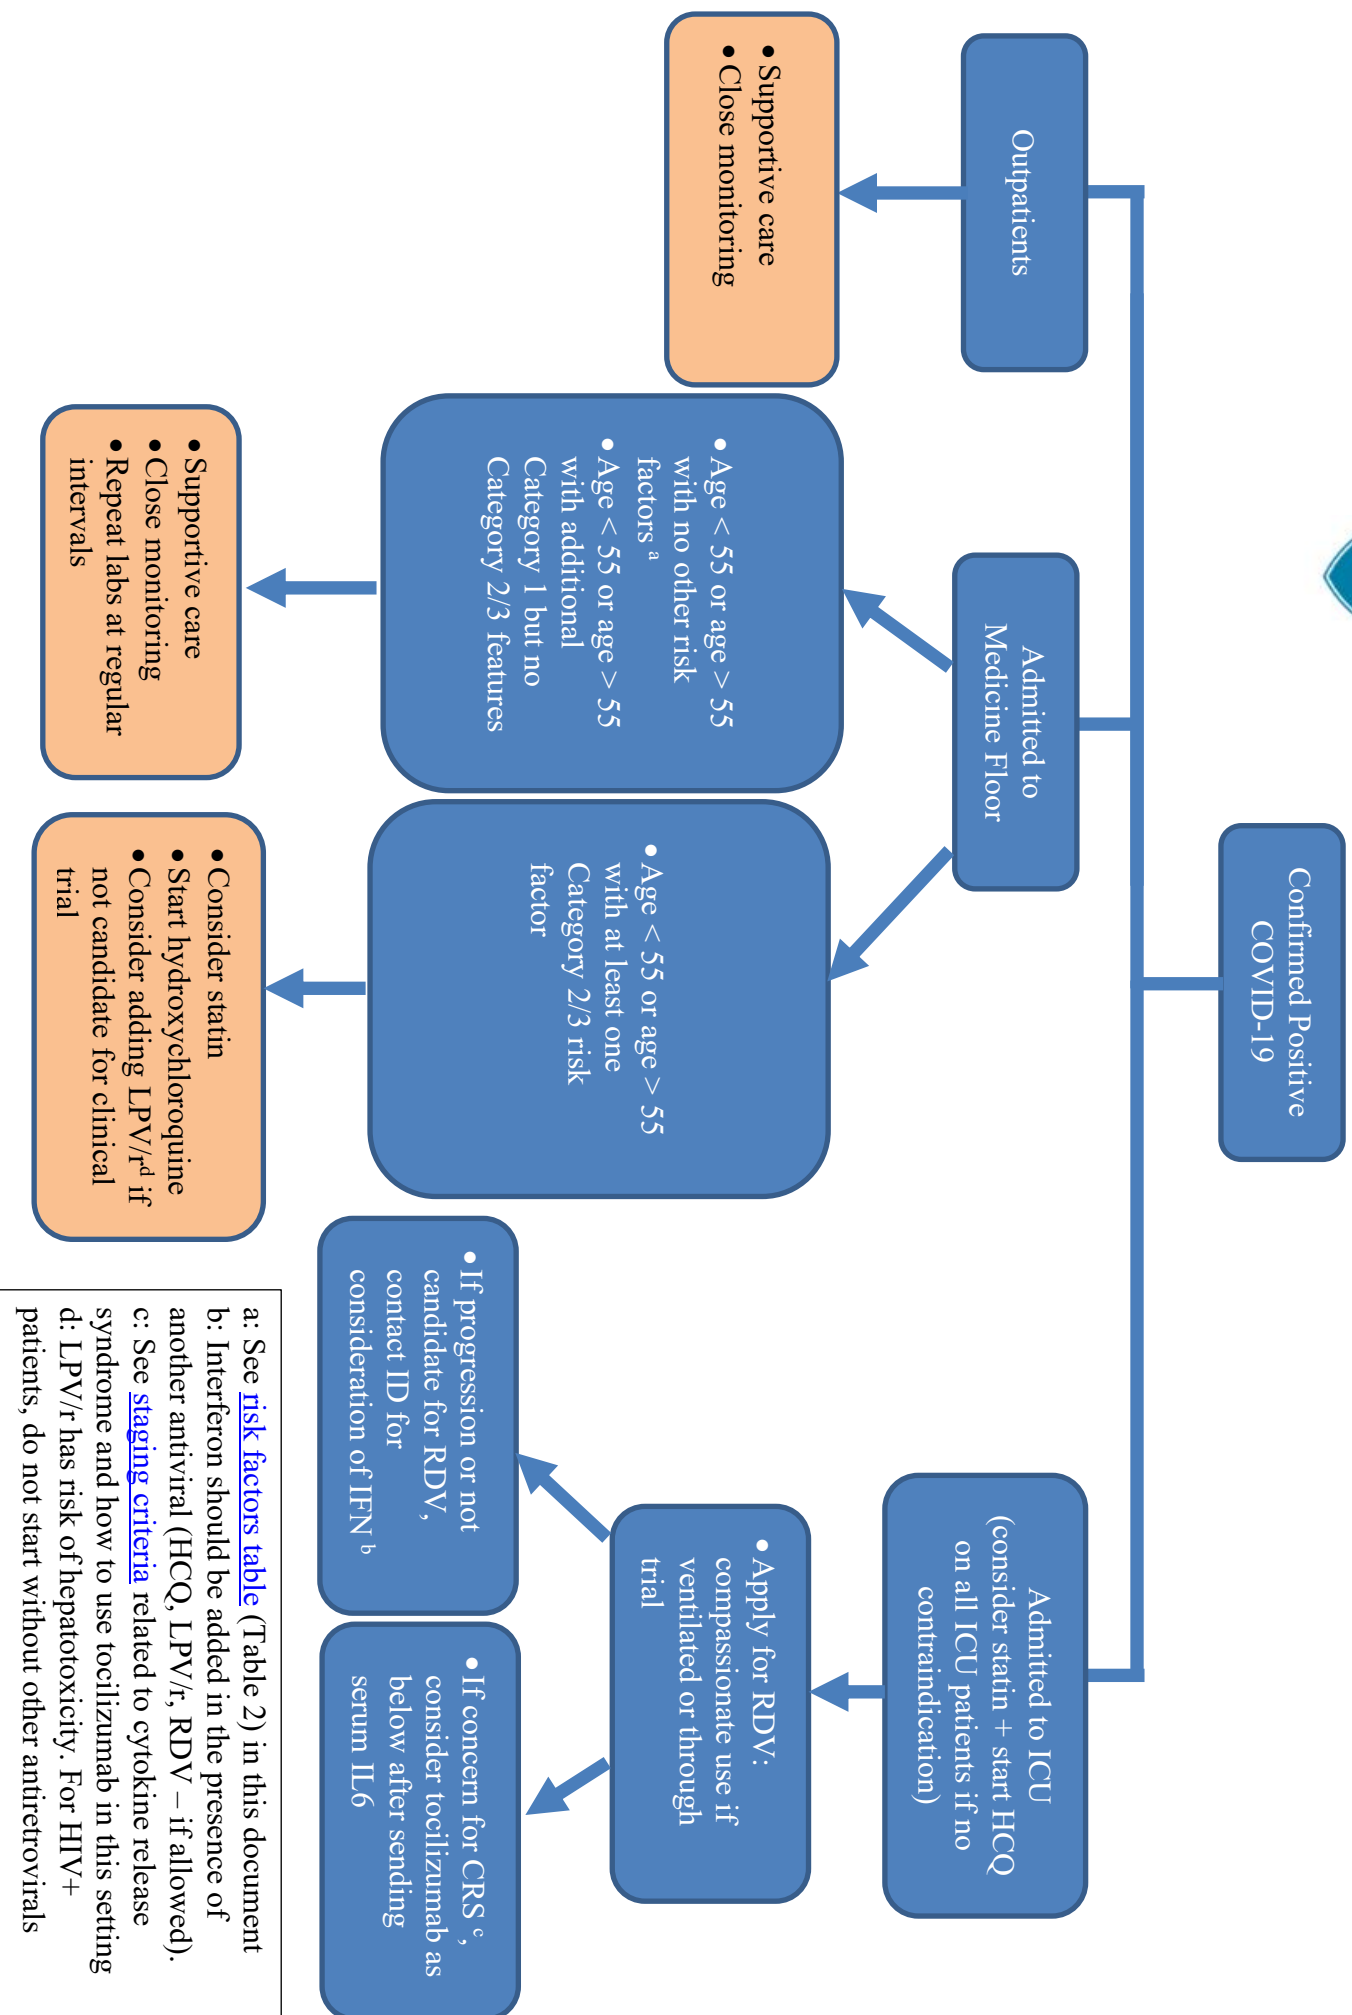 Confirmed Positive
COVID-19
Outpatients
• Supportive care
• Close monitoring
Admitted to
Medicine Floor
• Age < 55 or age > 55
with no other risk
factors a
• Age < 55 or age > 55
with additional
Category 1 but no
Category 2/3 features
• Supportive care
• Close monitoring
• Repeat labs at regular
intervals
• Age < 55 or age > 55
with at least one
Category 2/3 risk
factor
• Consider statin
• Start hydroxychloroquine
• Consider adding LPV/rd if
not candidate for clinical
trial
Admitted to ICU
(consider statin + start HCQ
on all ICU patients if no
contraindication)
• Apply for RDV:
compassionate use if
ventilated or through
trial
• If progression or not
candidate for RDV,
contact ID for
consideration of IFN b
• If concern for CRS c,
consider tocilizumab as
below after sending
serum IL6
a: See risk factors table (Table 2) in this document
b: Interferon should be added in the presence of
another antiviral (HCQ, LPV/r, RDV – if allowed).
c: See staging criteria related to cytokine release
syndrome and how to use tocilizumab in this setting
d: LPV/r has risk of hepatotoxicity. For HIV+
patients, do not start without other antiretrovirals